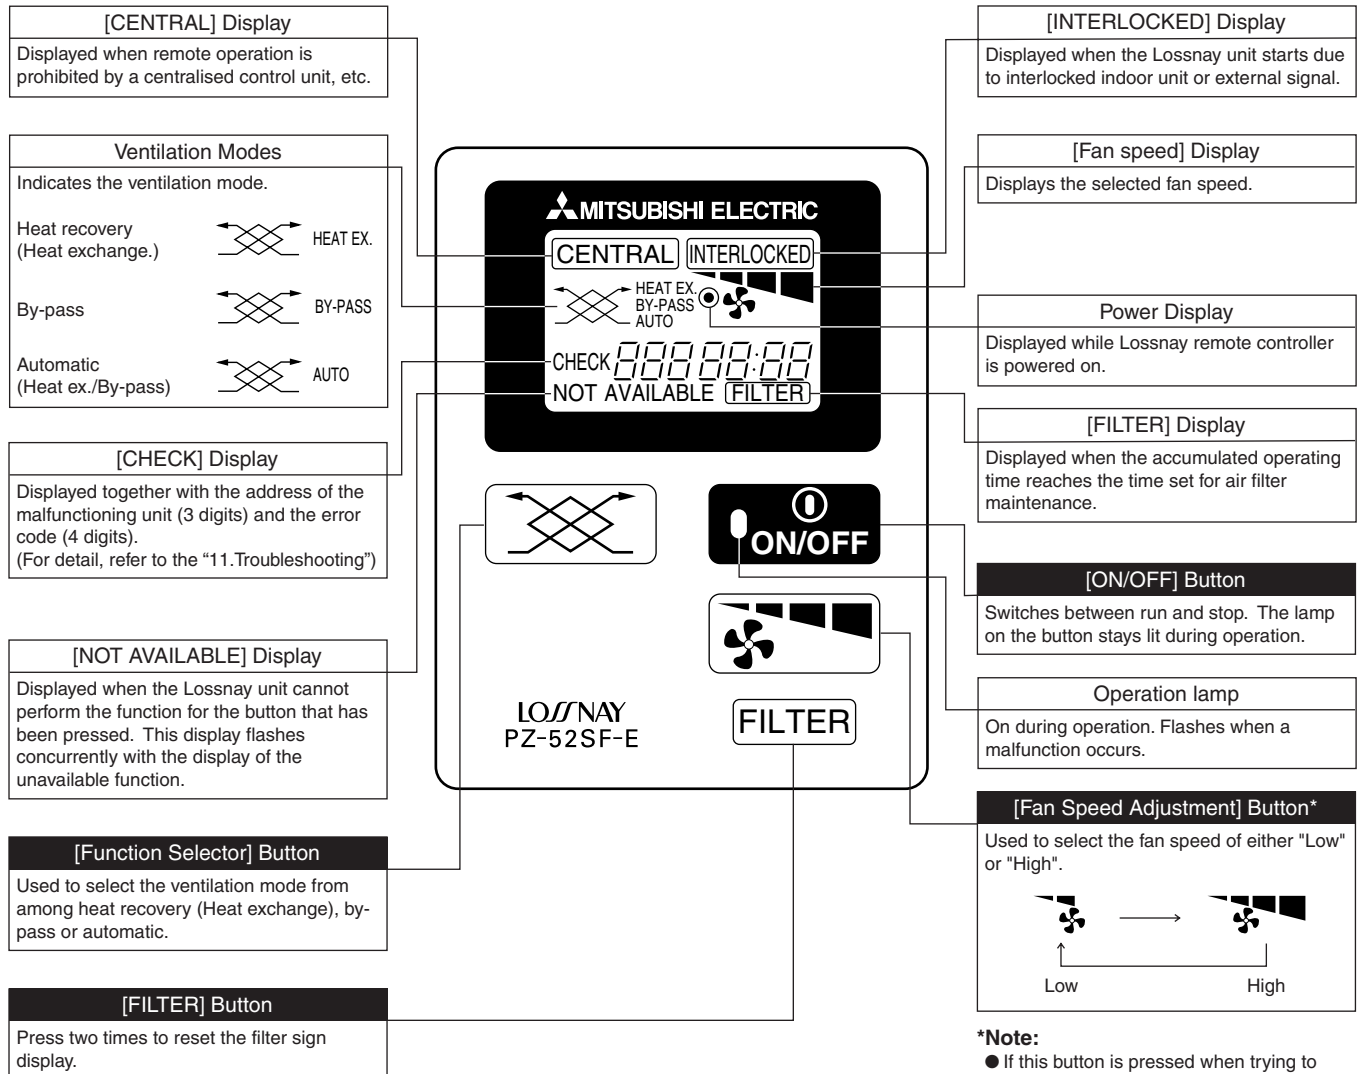 [CENTRAL] Display
Displayed when remote operation is
prohibited by a centralised control unit, etc.
Ventilation Modes
Indicates the ventilation mode.
Heat recovery
(Heat exchange.)
HEAT EX.
By-pass
BY-PASS
Automatic
(Heat ex./By-pass)
AUTO
[CHECK] Display
Displayed together with the address of the
malfunctioning unit (3 digits) and the error
code (4 digits).
(For detail, refer to the “11.Troubleshooting”)
[NOT AVAILABLE] Display
Displayed when the Lossnay unit cannot
perform the function for the button that has
been pressed. This display flashes
concurrently with the display of the
unavailable function.
[Function Selector] Button
Used to select the ventilation mode from
among heat recovery (Heat exchange), by-
pass or automatic.
[FILTER] Button
Press two times to reset the filter sign
display.
MITSUBISHI ELECTRIC
CENTRAL INTERLOCKED
HEAT EX.
BY-PASS
AUTO
CHECK 888 88:88
NOT AVAILABLE FILTER
ON/OFF
LOSSNAY
PZ-52SF-E
FILTER
[INTERLOCKED] Display
Displayed when the Lossnay unit starts due
to interlocked indoor unit or external signal.
[Fan speed] Display
Displays the selected fan speed.
Power Display
Displayed while Lossnay remote controller
is powered on.
[FILTER] Display
Displayed when the accumulated operating
time reaches the time set for air filter
maintenance.
[ON/OFF] Button
Switches between run and stop. The lamp
on the button stays lit during operation.
Operation lamp
On during operation. Flashes when a
malfunction occurs.
[Fan Speed Adjustment] Button*
Used to select the fan speed of either "Low"
or "High".
Low High
*Note:
● If this button is pressed when trying to